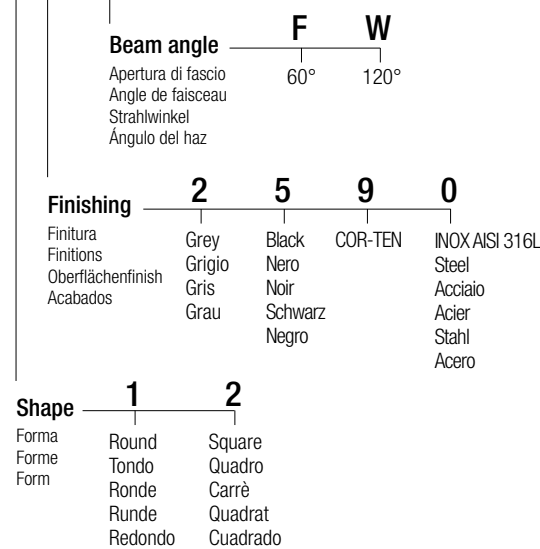 F W
Beam angle
60° 120°
Apertura di fascio
Angle de faisceau
Strahlwinkel
Ángulo del haz
2 5 9 0
Finishing
Finitura
Finitions
Oberflächenfinish
Acabados
Grey
Grigio
Gris
Grau
Black
Nero
Noir
Schwarz
Negro
COR-TEN
INOX AISI 316L
Steel
Acciaio
Acier
Stahl
Acero
1 2
Shape
Forma
Forme
Form
Round
Tondo
Ronde
Runde
Redondo
Square
Quadro
Carrè
Quadrat
Cuadrado